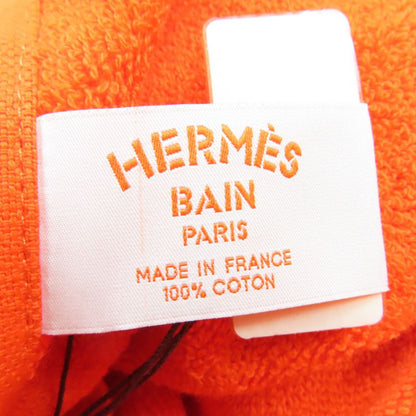 HERMÈS
BAIN
PARIS
MADE IN FRANCE
100% COTON